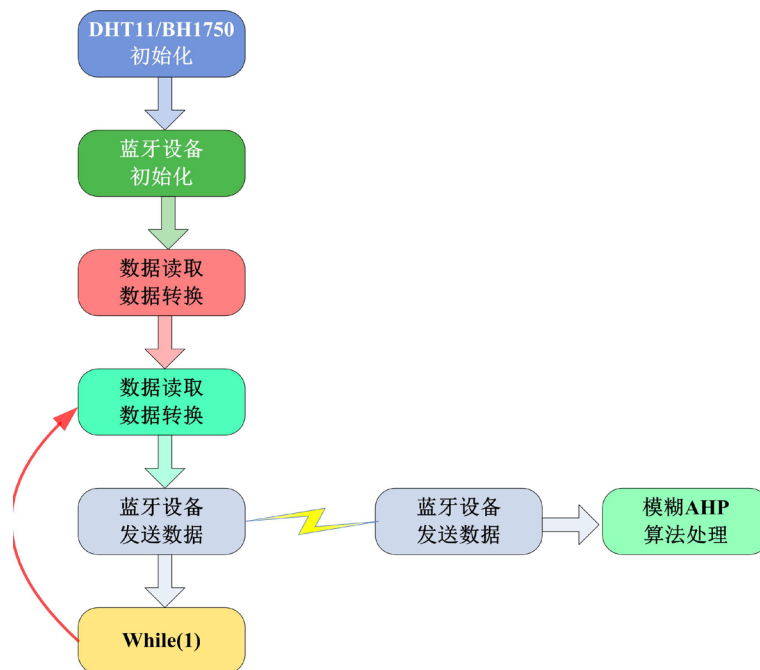 DHT11/BH1750
初始化
蓝牙设备
初始化
数据读取
数据转换
数据读取
数据转换
蓝牙设备
发送数据
蓝牙设备
发送数据
模糊AHP
算法处理
While(1)